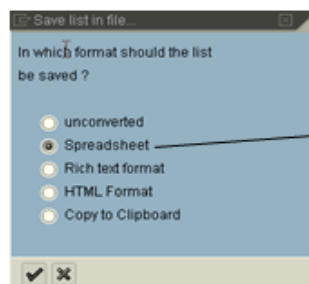 Save list in file...
In which format should the list
be saved ?
unconverted
Spreadsheet
Rich text format
HTML Format
Copy to Clipboard